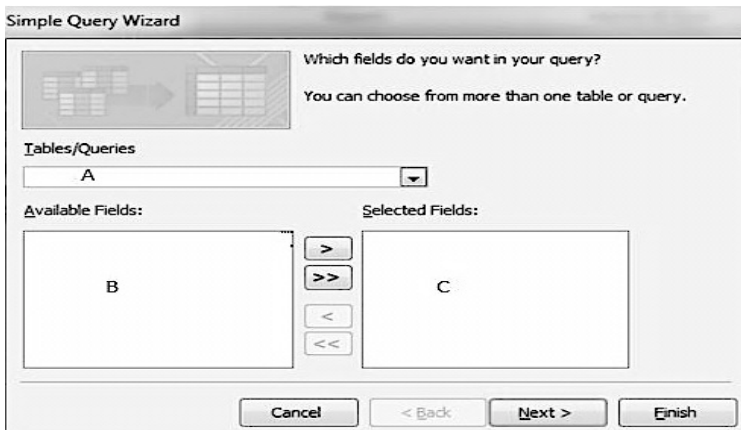 Simple Query Wizard
Which fields do you want in your query?
You can choose from more than one table or query.
Tables/Queries
A
Available Fields:
Selected Fields:
B
>
>>
<
<<
C
Cancel
< Back
Next >
Finish